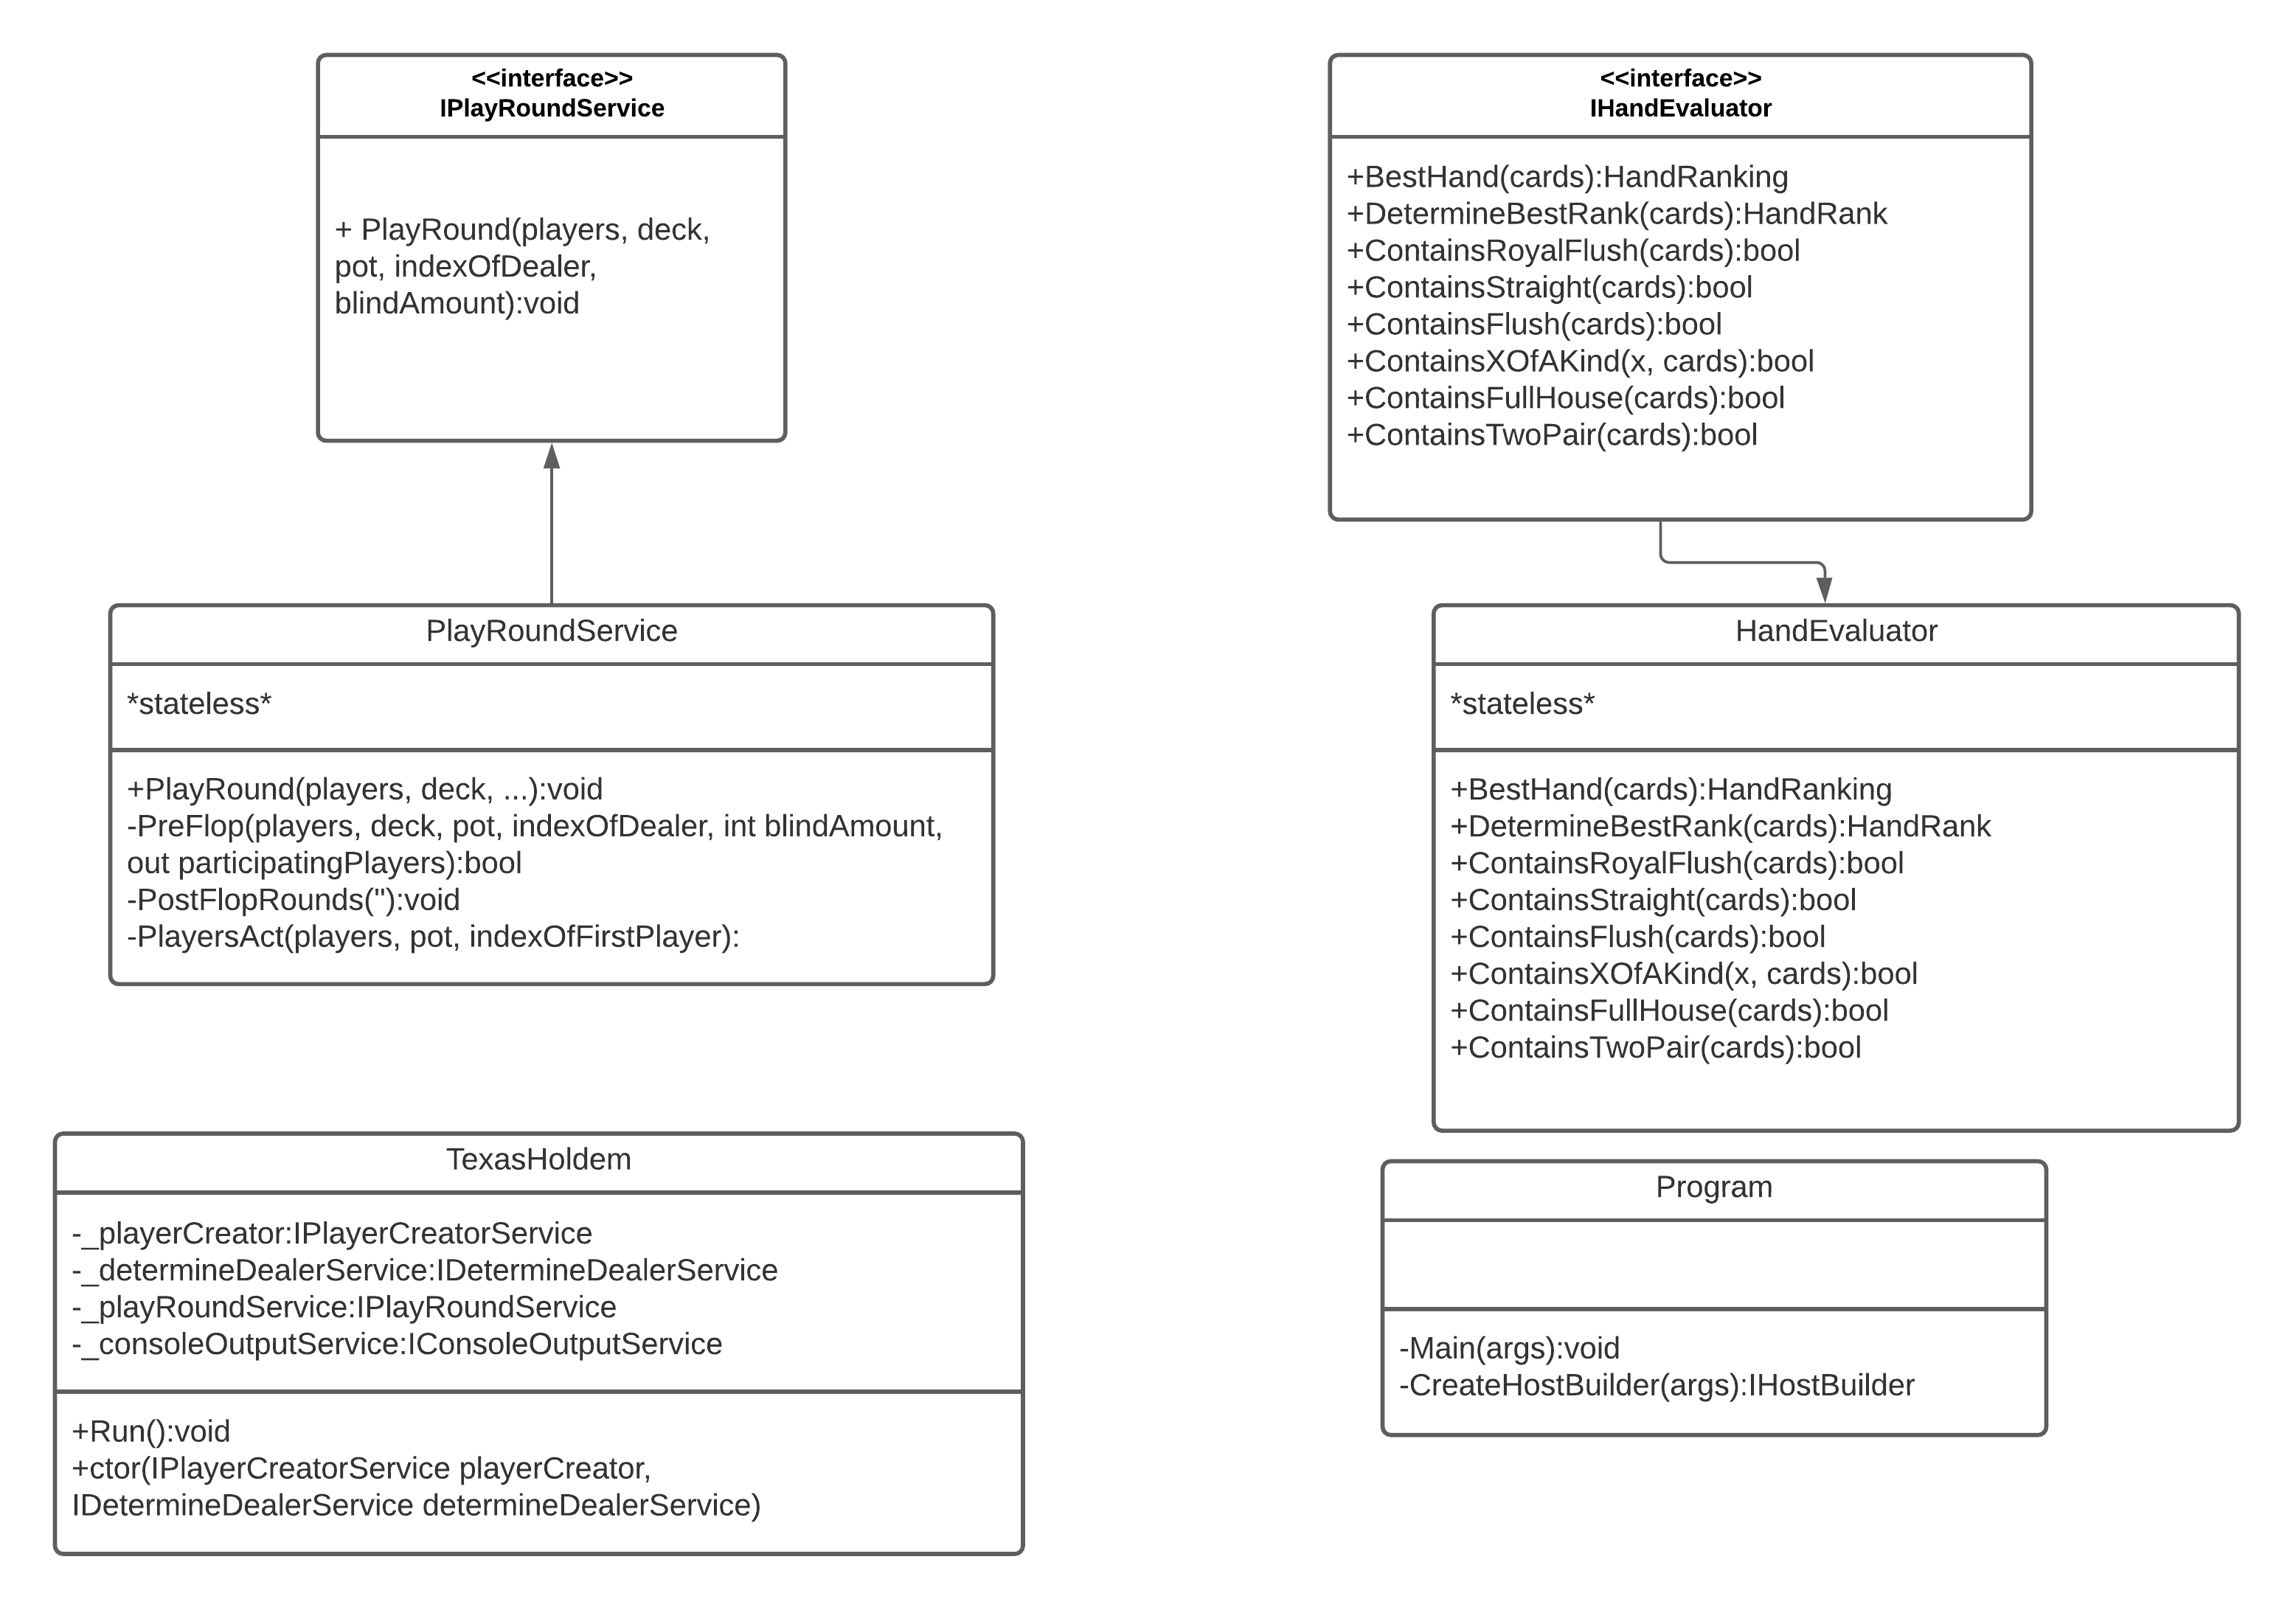 <<interface>>
IPlayRoundService
+ PlayRound(players, deck,
pot, indexOfDealer,
blindAmount):void
<<interface>>
IHandEvaluator
+BestHand(cards):HandRanking
+DetermineBestRank(cards):HandRank
+ContainsRoyalFlush(cards):bool
+ContainsStraight(cards):bool
+ContainsFlush(cards):bool
+ContainsXOfAKind(x, cards):bool
+ContainsFullHouse(cards):bool
+ContainsTwoPair(cards):bool
PlayRoundService
*stateless*
+PlayRound(players, deck, ...):void
-PreFlop(players, deck, pot, indexOfDealer, int blindAmount,
out participatingPlayers):bool
-PostFlopRounds("):void
-PlayersAct(players, pot, indexOfFirstPlayer):
HandEvaluator
*stateless*
+BestHand(cards):HandRanking
+DetermineBestRank(cards):HandRank
+ContainsRoyalFlush(cards):bool
+ContainsStraight(cards):bool
+ContainsFlush(cards):bool
+ContainsXOfAKind(x, cards):bool
+ContainsFullHouse(cards):bool
+ContainsTwoPair(cards):bool
TexasHoldem
-_playerCreator:IPlayerCreatorService
-_determineDealerService:IDetermineDealerService
-_playRoundService:IPlayRoundService
-_consoleOutputService:IConsoleOutputService
+Run():void
+ctor(IPlayerCreatorService playerCreator,
IDetermineDealerService determineDealerService)
Program
-Main(args):void
-CreateHostBuilder(args):IHostBuilder